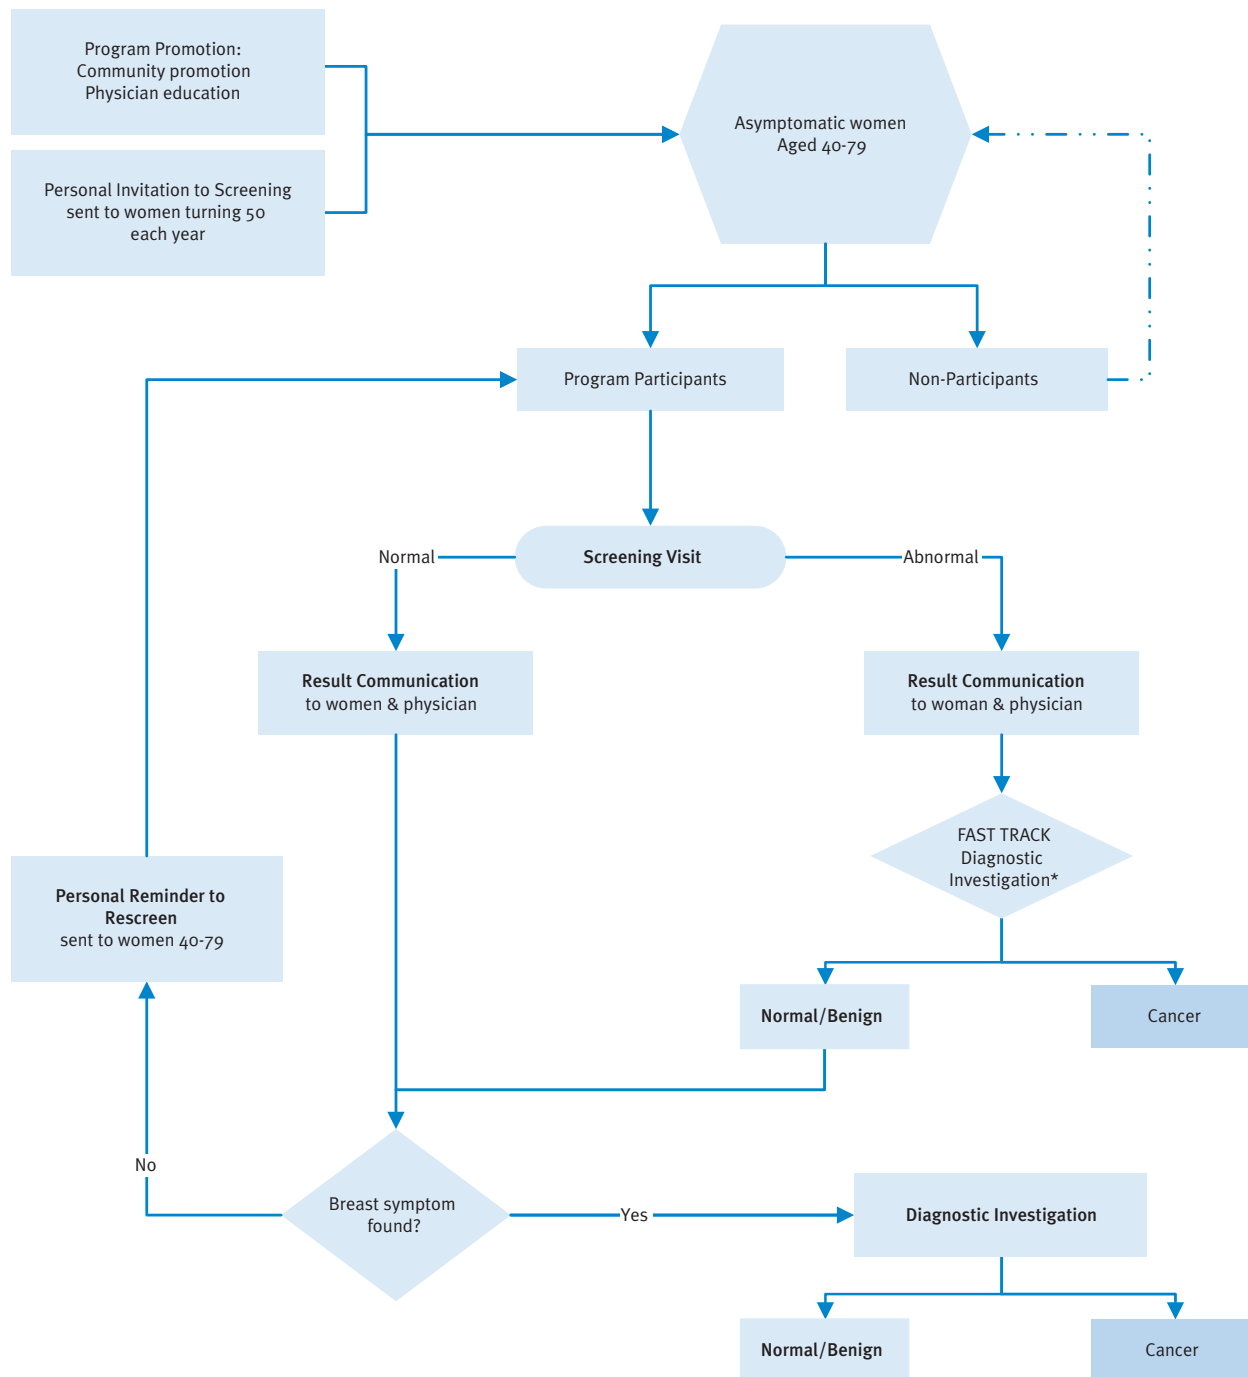 Program Promotion:
Community promotion
Physician education
Personal Invitation to Screening
sent to women turning 50
each year
Asymptomatic women
Aged 40-79
Program Participants
Non-Participants
Normal
Screening Visit
Abnormal
Result Communication
to women & physician
Result Communication
to woman & physician
FAST TRACK
Diagnostic
Investigation*
Personal Reminder to
Rescreen
sent to women 40-79
Normal/Benign
Cancer
No
Breast symptom
found?
Yes
Diagnostic Investigation
Normal/Benign
Cancer